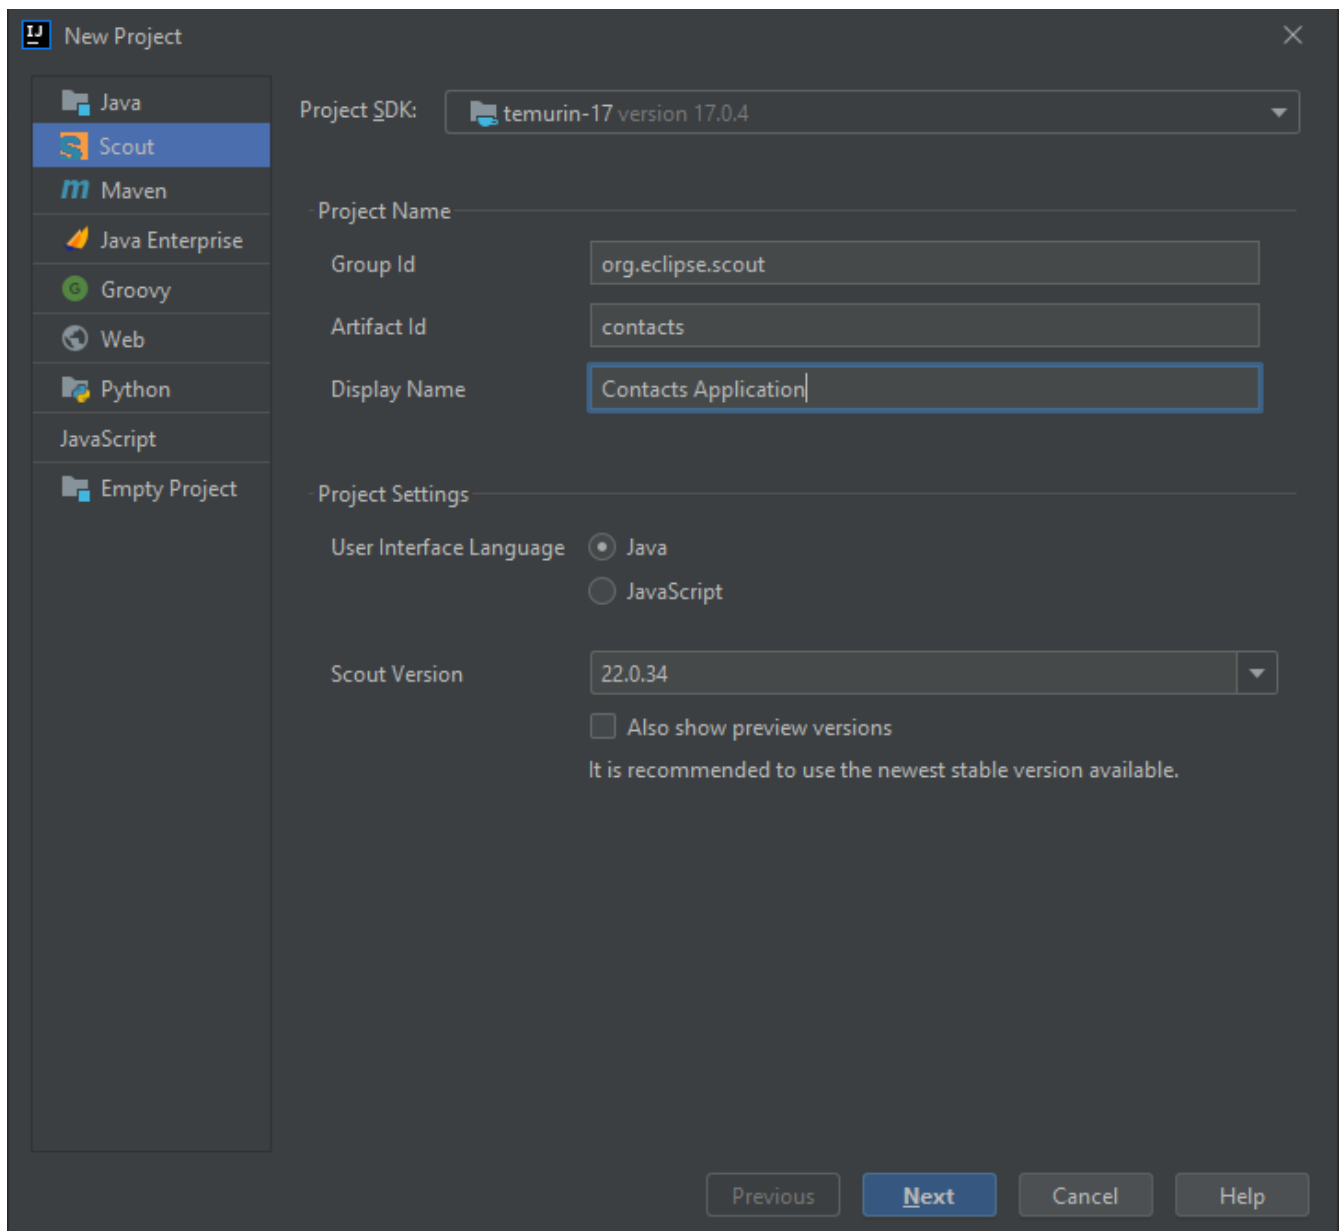 New Project
Java
Scout
Maven
Java Enterprise
Groovy
Web
Python
JavaScript
Empty Project
Project SDK: temurin-17 version 17.0.4
Project Name
Group Id org.eclipse.scout
Artifact Id contacts
Display Name Contacts Application
Project Settings
User Interface Language Java
JavaScript
Scout Version 22.0.34
Also show preview versions
It is recommended to use the newest stable version available.
Previous Next Cancel Help